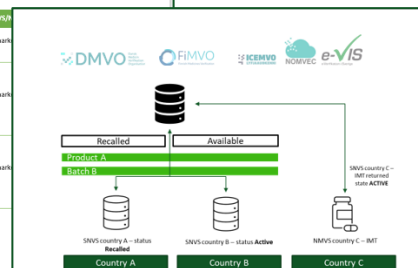 DMVO
FiMVO
ICEMVO
NOMVEC
e-VIS
Recalled
Available
Product A
Batch B
SNVS country C –
IMT returned
state ACTIVE
SNVS country A – status
Recalled
SNVS country B – status Active
NMVS country C – IMT
Country A
Country B
Country C